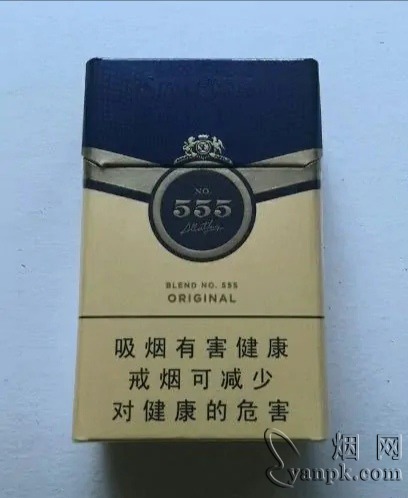 NO.
555
BLEND NO. 555
ORIGINAL
吸烟有害健康
戒烟可减少
对健康的危害
烟网
yanpk.com